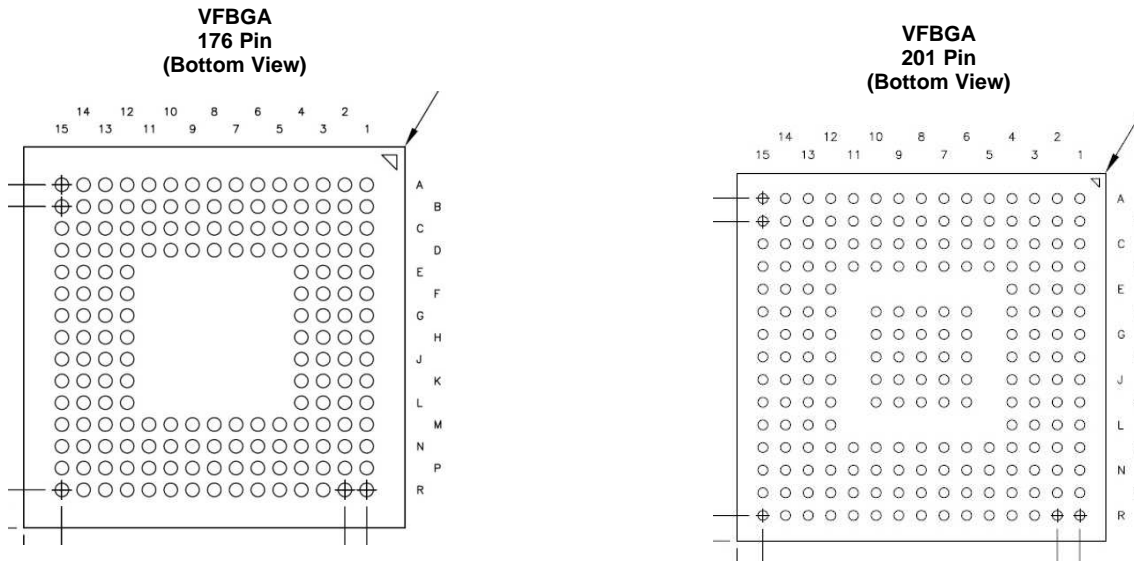 VFBGA
176 Pin
(Bottom View)
14 12 10 8 6 4 2
15 13 11 9 7 5 3 1
A
B
C
D
E
F
G
H
J
K
L
M
N
P
R
VFBGA
201 Pin
(Bottom View)
14 12 10 6 4 2
15 13 11 9 7 5 3 1
A
C
E
G
J
L
N
R